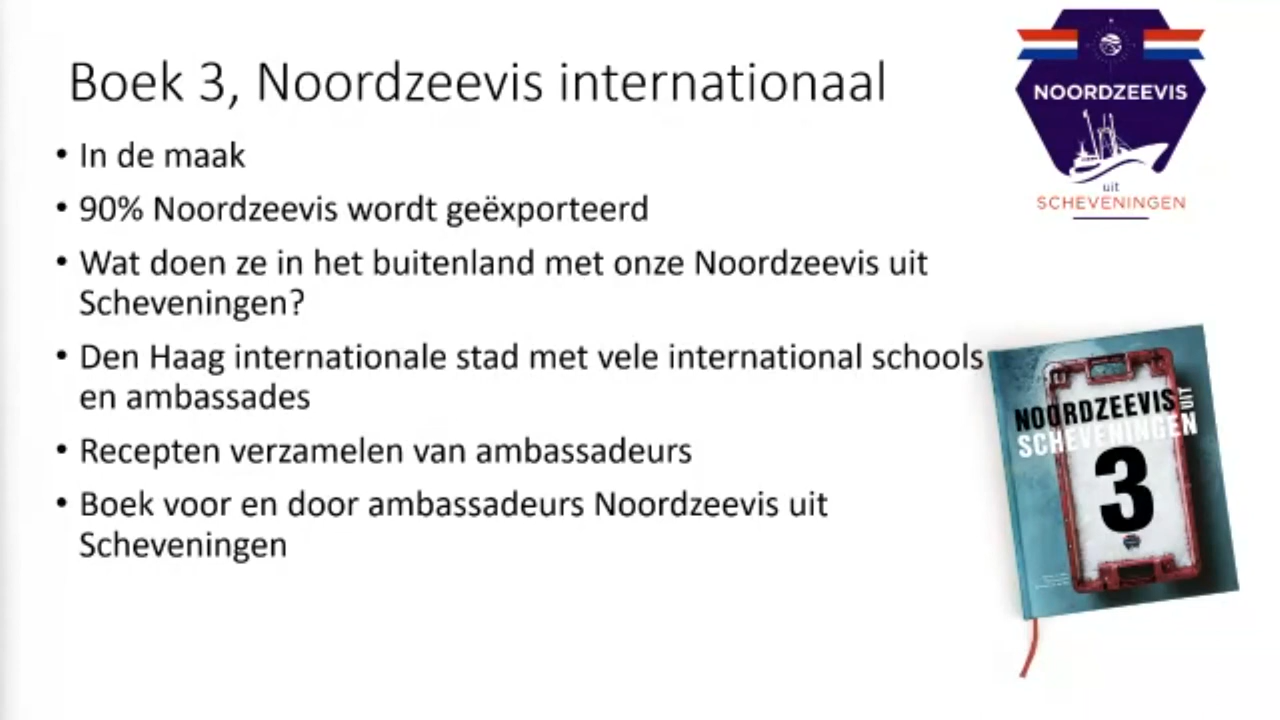 Boek 3, Noordzeevis internationaal
• In de maak
• 90% Noordzeevis wordt geëxporteerd
• Wat doen ze in het buitenland met onze Noordzeevis uit
Scheveningen?
• Den Haag internationale stad met vele international schools
en ambassades
• Recepten verzamelen van ambassadeurs
• Boek voor en door ambassadeurs Noordzeevis uit
Scheveningen
NOORDZEEVIS
uit
SCHEVENINGEN
NOORDZEEVIS UIT
SCHEVENINGEN
3